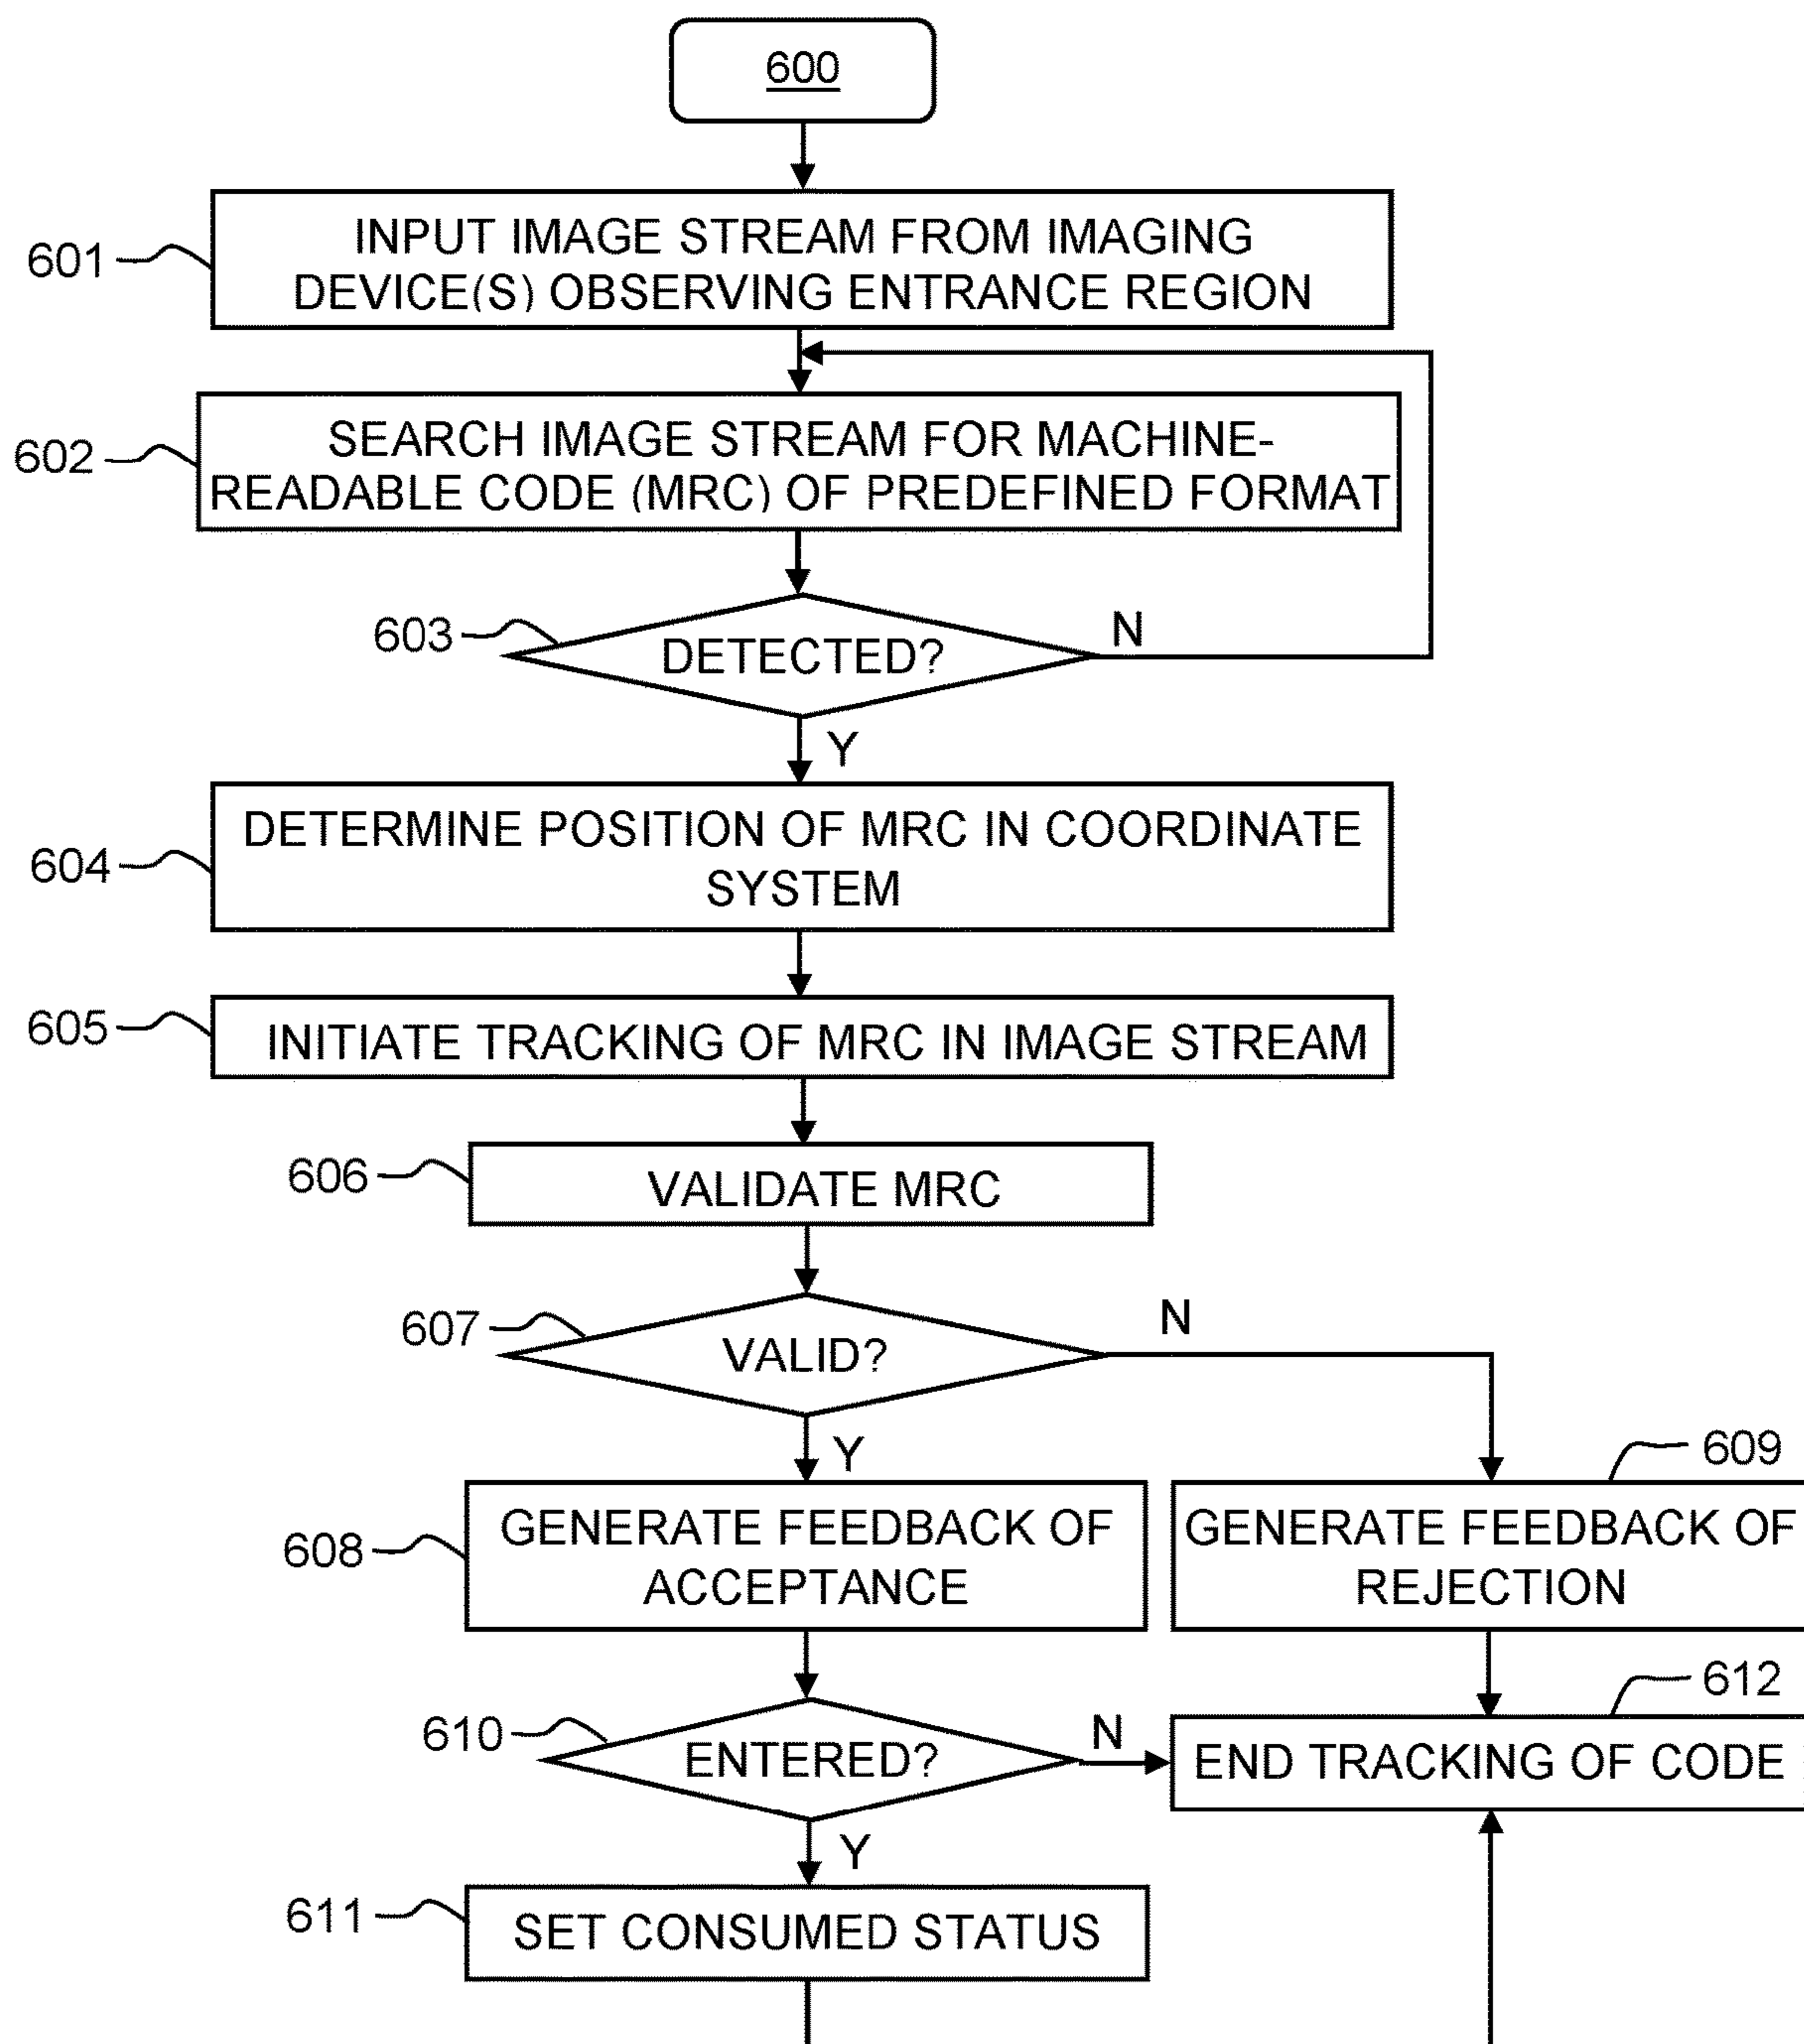 600
601
INPUT IMAGE STREAM FROM IMAGING
DEVICE(S) OBSERVING ENTRANCE REGION
602
SEARCH IMAGE STREAM FOR MACHINE-
READABLE CODE (MRC) OF PREDEFINED FORMAT
603
DETECTED?
N
Y
604
DETERMINE POSITION OF MRC IN COORDINATE
SYSTEM
605
INITIATE TRACKING OF MRC IN IMAGE STREAM
606
VALIDATE MRC
607
VALID?
N
Y
608
GENERATE FEEDBACK OF
ACCEPTANCE
609
GENERATE FEEDBACK OF
REJECTION
610
ENTERED?
N
Y
612
END TRACKING OF CODE
611
SET CONSUMED STATUS